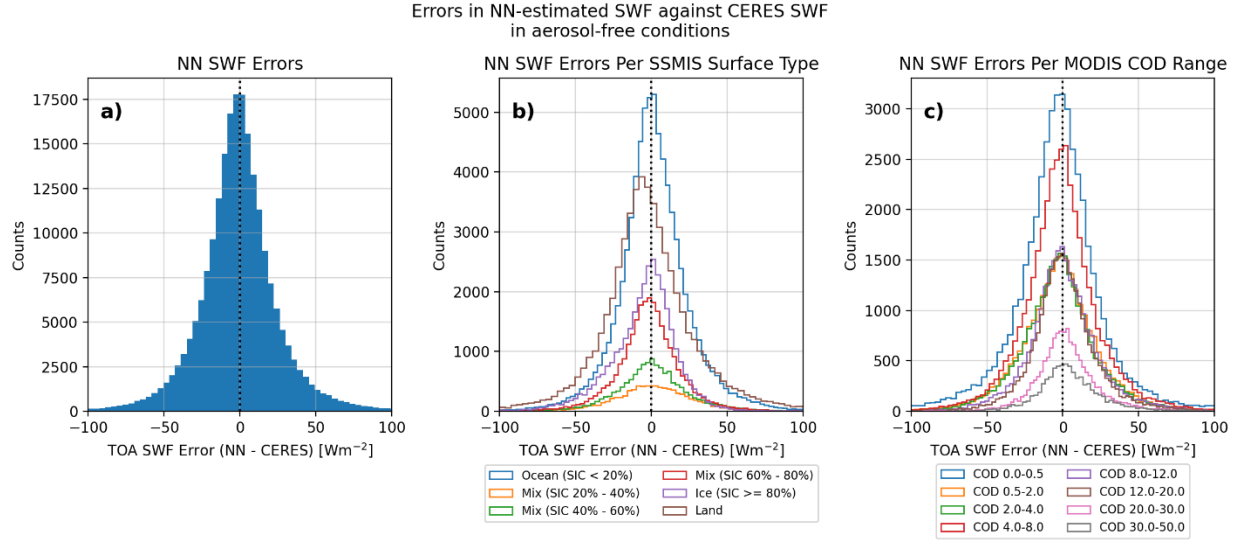 Errors in NN-estimated SWF against CERES SWF
in aerosol-free conditions
NN SWF Errors
a)
17500
15000
12500
10000
7500
5000
2500
0
Counts
−100
−50
0
50
100
TOA SWF Error (NN - CERES) [Wm⁻²]
NN SWF Errors Per SSMIS Surface Type
b)
5000
4000
3000
2000
1000
0
Counts
−100
−50
0
50
100
TOA SWF Error (NN - CERES) [Wm⁻²]
Ocean (SIC < 20%)
Mix (SIC 20% - 40%)
Mix (SIC 40% - 60%)
Mix (SIC 60% - 80%)
Ice (SIC >= 80%)
Land
NN SWF Errors Per MODIS COD Range
c)
3000
2500
2000
1500
1000
500
0
Counts
−100
−50
0
50
100
TOA SWF Error (NN - CERES) [Wm⁻²]
COD 0.0-0.5
COD 0.5-2.0
COD 2.0-4.0
COD 4.0-8.0
COD 8.0-12.0
COD 12.0-20.0
COD 20.0-30.0
COD 30.0-50.0